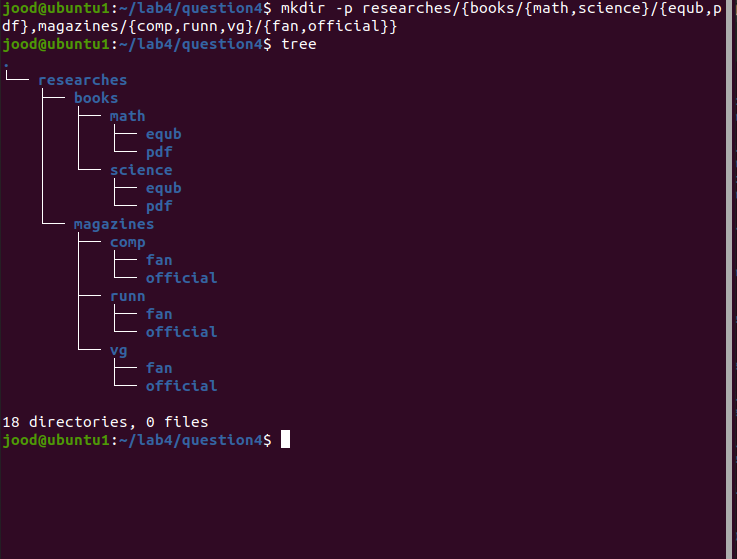 jood@ubuntu1:~/lab4/question4$ mkdir -p researches/{books/{math,science}/{equb,p
df},magazines/{comp,runn,vg}/{fan,official}}
jood@ubuntu1:~/lab4/question4$ tree
.
└── researches
    ├── books
    │   ├── math
    │   │   ├── equb
    │   │   └── pdf
    │   └── science
    │       ├── equb
    │       └── pdf
    └── magazines
        ├── comp
        │   ├── fan
        │   └── official
        ├── runn
        │   ├── fan
        │   └── official
        └── vg
            ├── fan
            └── official
18 directories, 0 files
jood@ubuntu1:~/lab4/question4$